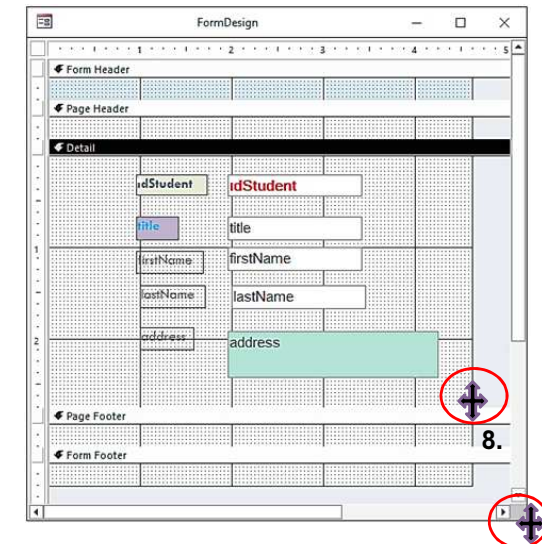 FormDesign
1 2 3 4 5
Form Header
Page Header
Detail
idStudent idStudent
title title
1
firstName firstName
lastName lastName
address address
2
Page Footer
8.
Form Footer